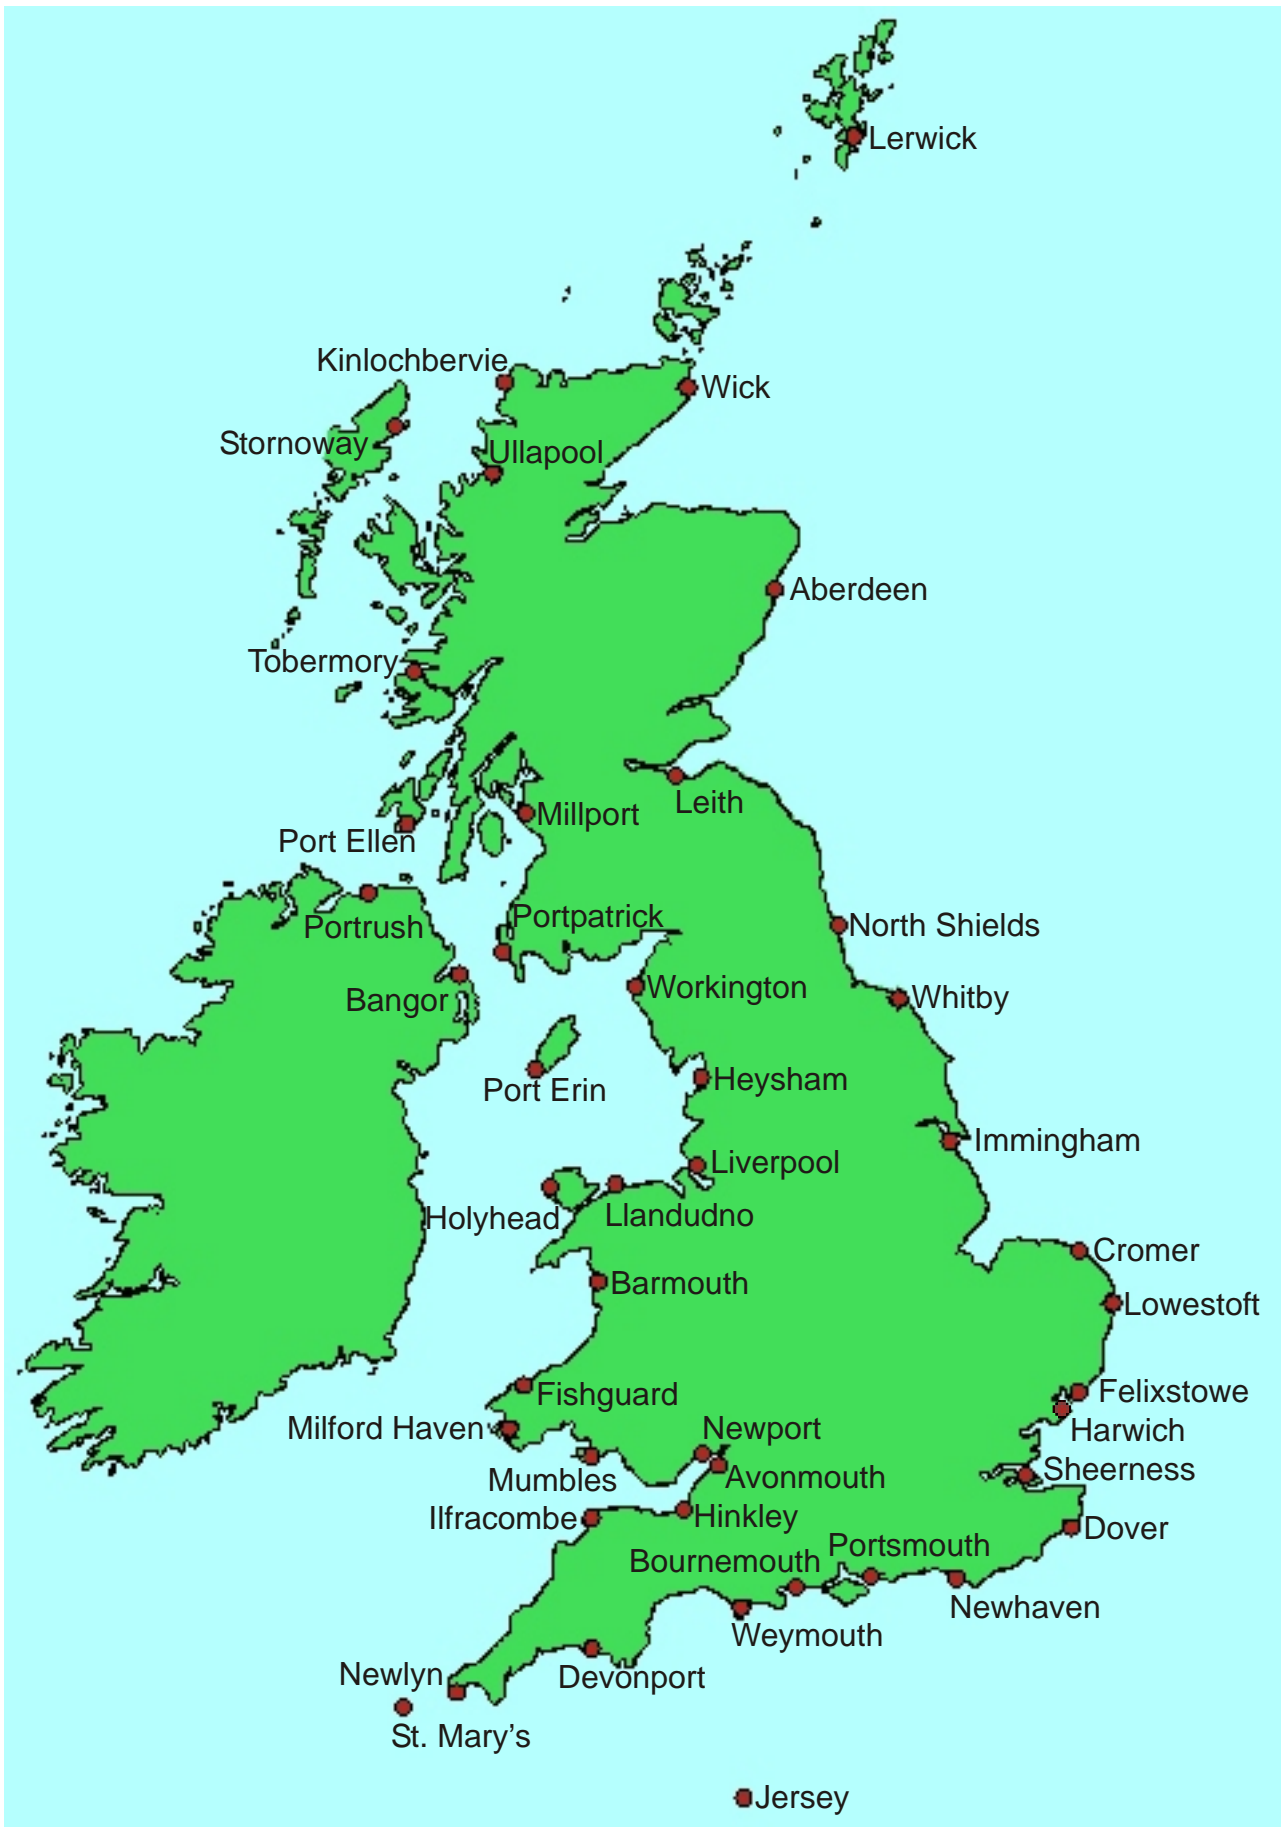 Lerwick
Kinlochbervie
Wick
Stornoway
Ullapool
Aberdeen
Tobermory
Leith
Millport
Port Ellen
Portpatrick
Portrush
North Shields
Workington
Bangor
Whitby
Heysham
Port Erin
Immingham
Liverpool
Holyhead
Llandudno
Cromer
Barmouth
Lowestoft
Felixstowe
Fishguard
Harwich
Milford Haven
Newport
Sheerness
Mumbles
Avonmouth
Ilfracombe
Hinkley
Dover
Portsmouth
Bournemouth
Newhaven
Weymouth
Newlyn
Devonport
St. Mary’s
Jersey